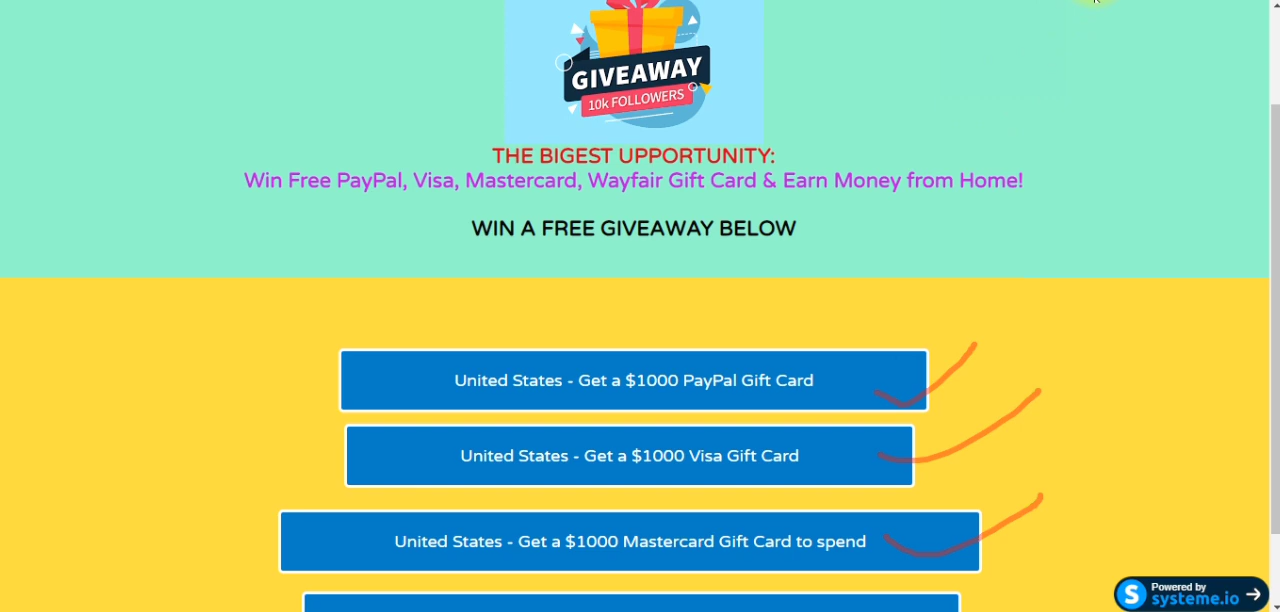 GIVEAWAY
10k FOLLOWERS
THE BIGEST UPPORTUNITY:
Win Free PayPal, Visa, Mastercard, Wayfair Gift Card & Earn Money from Home!
WIN A FREE GIVEAWAY BELOW
United States - Get a $1000 PayPal Gift Card
United States - Get a $1000 Visa Gift Card
United States - Get a $1000 Mastercard Gift Card to spend
S
Powered by
systeme.io